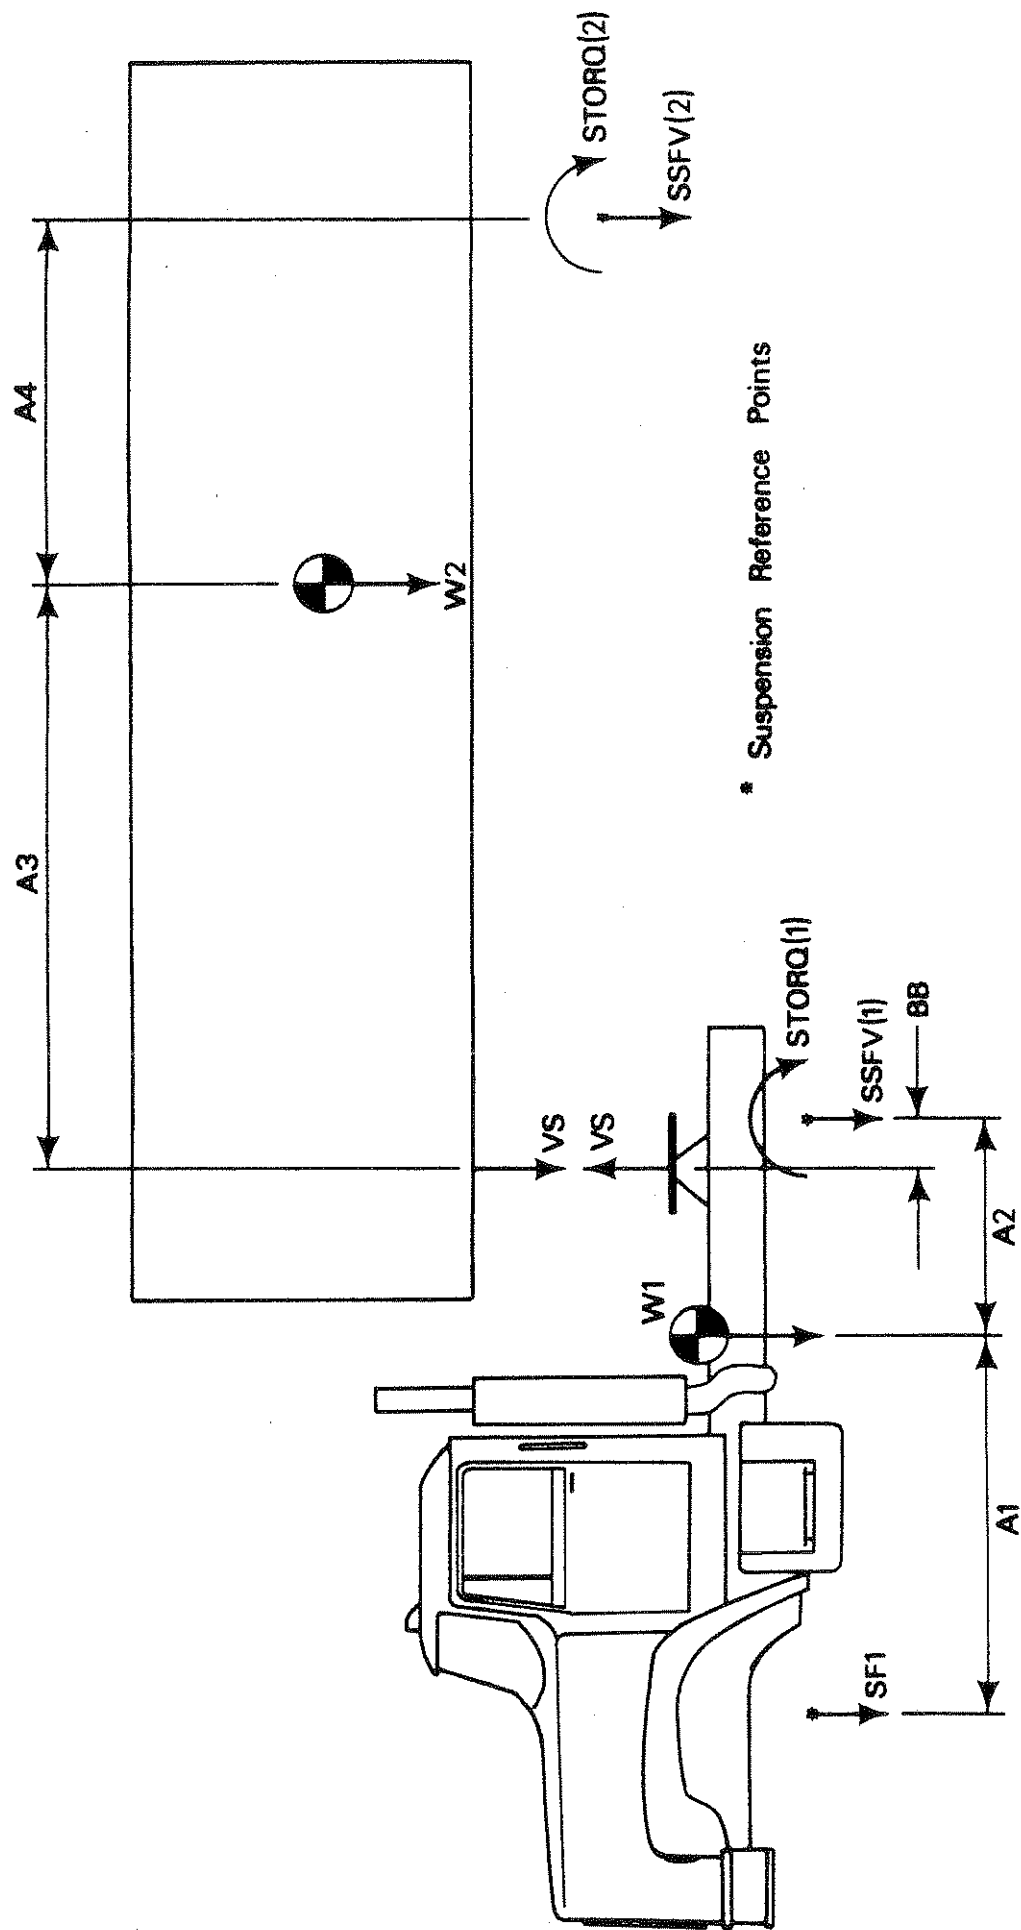 A3
A4
W2
VS
VS
STORQ(2)
SSFV(2)
W1
STORQ(1)
SSFV(1)
BB
SF1
A1
A2
* Suspension Reference Points